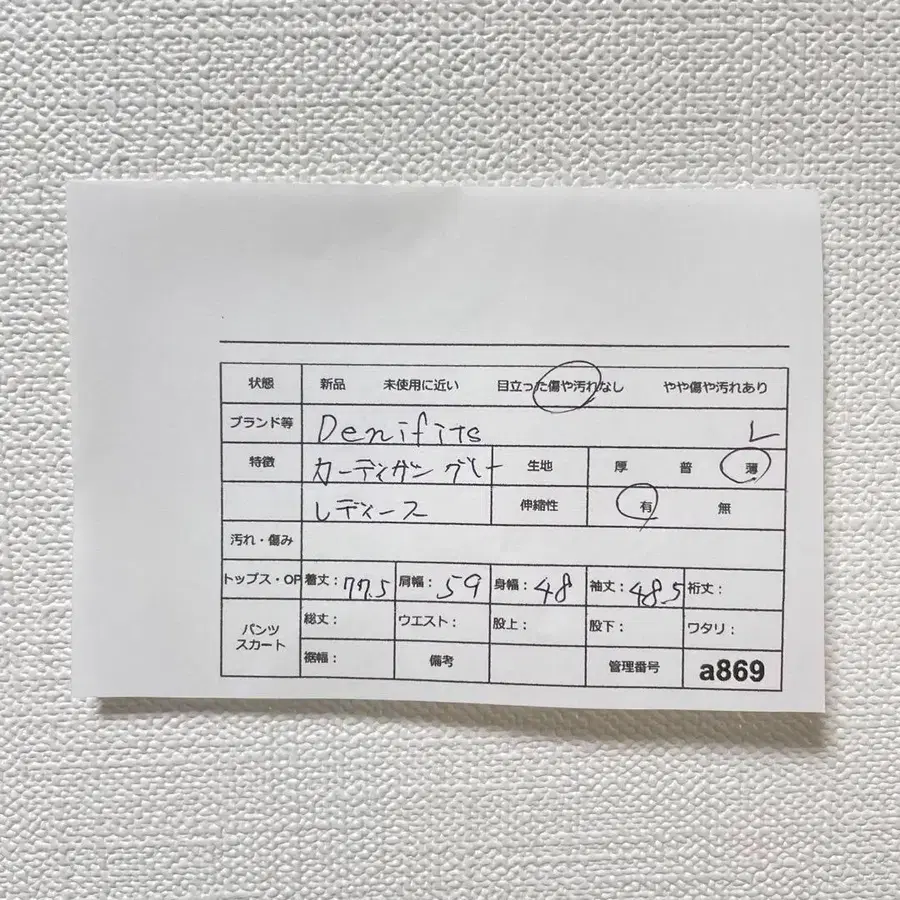 状態 新品 未使用に近い 目立った傷や汚れなし やや傷や汚れあり
ブランド等 Denifits L
特徴 カーディガン グレー 生地 厚 普 薄
レディース 伸縮性 有 無
汚れ・傷み
トップス・OP 着丈：77.5 肩幅：59 身幅：48 袖丈：48.5 裄丈：
パンツ スカート 総丈： ウエスト： 股上： 股下： ワタリ：
裾幅： 備考 管理番号 a869